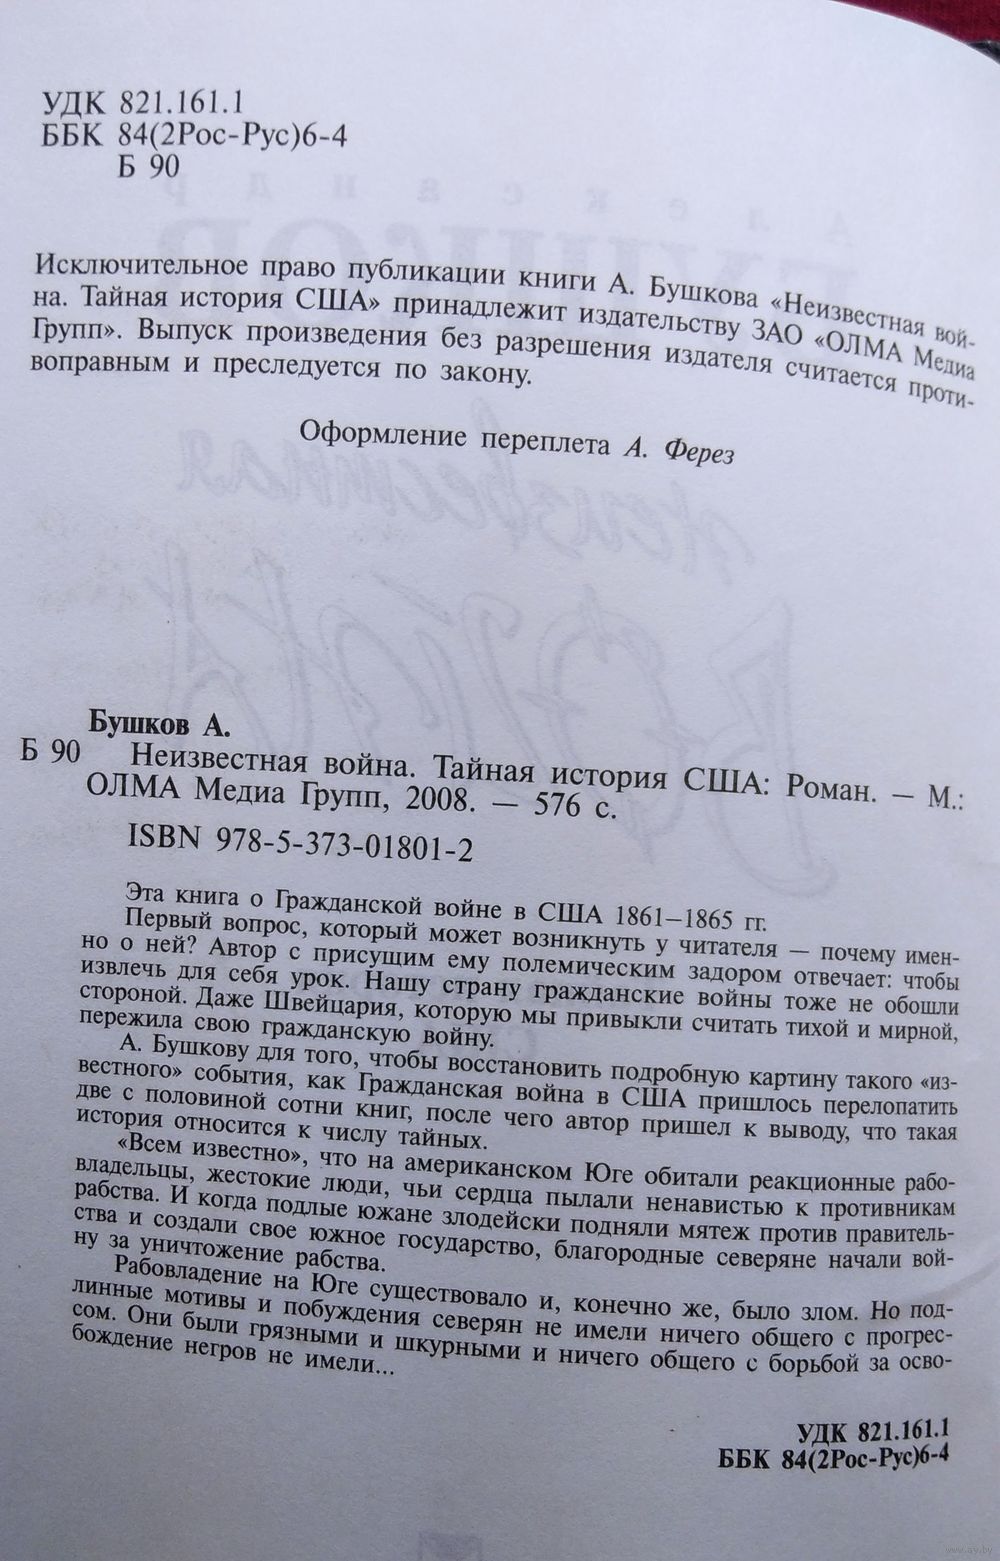 УДК 821.161.1
ББК 84(2Рос-Рус)6-4
Б 90
Исключительное право публикации книги А. Бушкова «Неизвестная вой-
на. Тайная история США» принадлежит издательству ЗАО «ОЛМА Медиа
Групп». Выпуск произведения без разрешения издателя считается проти-
воправным и преследуется по закону.
Оформление переплета А. Ферез
Бушков А.
Б 90 Неизвестная война. Тайная история США: Роман. — М.:
ОЛМА Медиа Групп, 2008. — 576 с.
ISBN 978-5-373-01801-2
Эта книга о Гражданской войне в США 1861–1865 гг.
Первый вопрос, который может возникнуть у читателя — почему имен-
но о ней? Автор с присущим ему полемическим задором отвечает: чтобы
извлечь для себя урок. Нашу страну гражданские войны тоже не обошли
стороной. Даже Швейцария, которую мы привыкли считать тихой и мирной,
пережила свою гражданскую войну.
А. Бушкову для того, чтобы восстановить подробную картину такого «из-
вестного» события, как Гражданская война в США пришлось перелопатить
две с половиной сотни книг, после чего автор пришел к выводу, что такая
история относится к числу тайных.
«Всем известно», что на американском Юге обитали реакционные рабо-
владельцы, жестокие люди, чьи сердца пылали ненавистью к противникам
рабства. И когда подлые южане злодейски подняли мятеж против правитель-
ства и создали свое южное государство, благородные северяне начали вой-
ну за уничтожение рабства.
Рабовладение на Юге существовало и, конечно же, было злом. Но под-
линные мотивы и побуждения северян не имели ничего общего с прогрес-
сом. Они были грязными и шкурными и ничего общего с борьбой за осво-
бождение негров не имели...
УДК 821.161.1
ББК 84(2Рос-Рус)6-4
www.ay.by